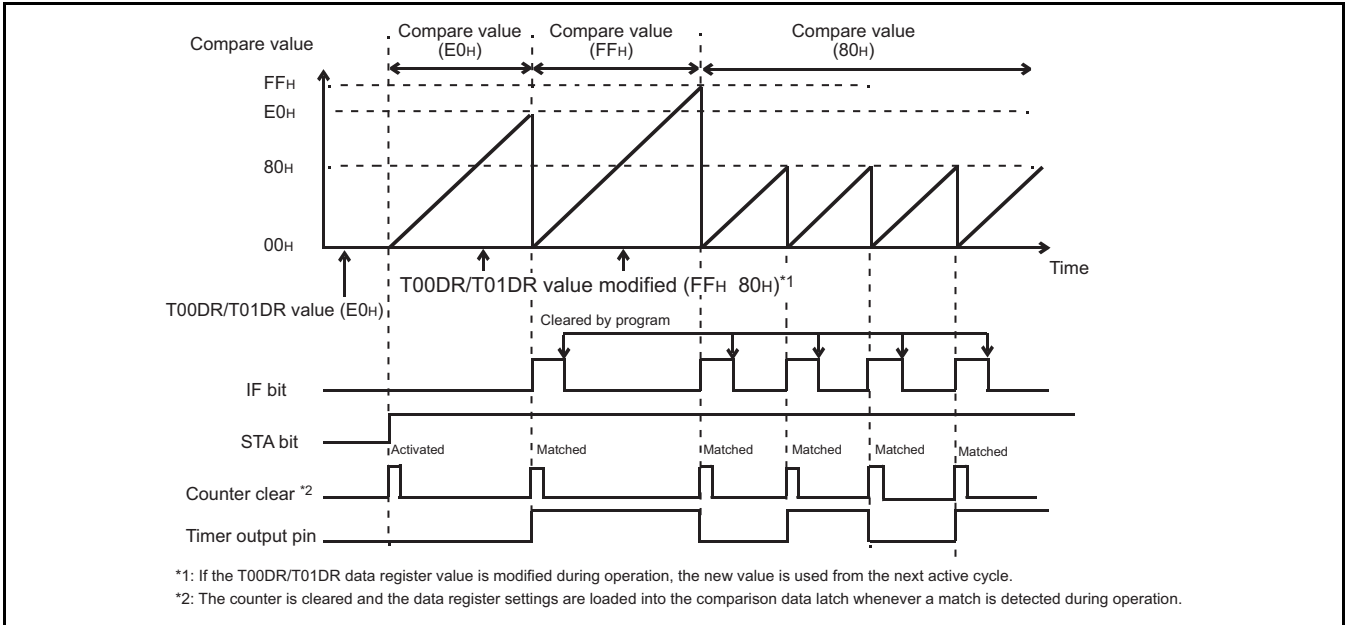 Compare value
Compare value
(E0H)
Compare value
(FFH)
Compare value
(80H)
FFH
E0H
80H
00H
Time
T00DR/T01DR value modified (FFH 80H)*1
T00DR/T01DR value (E0H)
Cleared by program
IF bit
STA bit
Activated
Matched
Matched
Matched
Matched
Matched
Counter clear *2
Timer output pin
*1: If the T00DR/T01DR data register value is modified during operation, the new value is used from the next active cycle.
*2: The counter is cleared and the data register settings are loaded into the comparison data latch whenever a match is detected during operation.